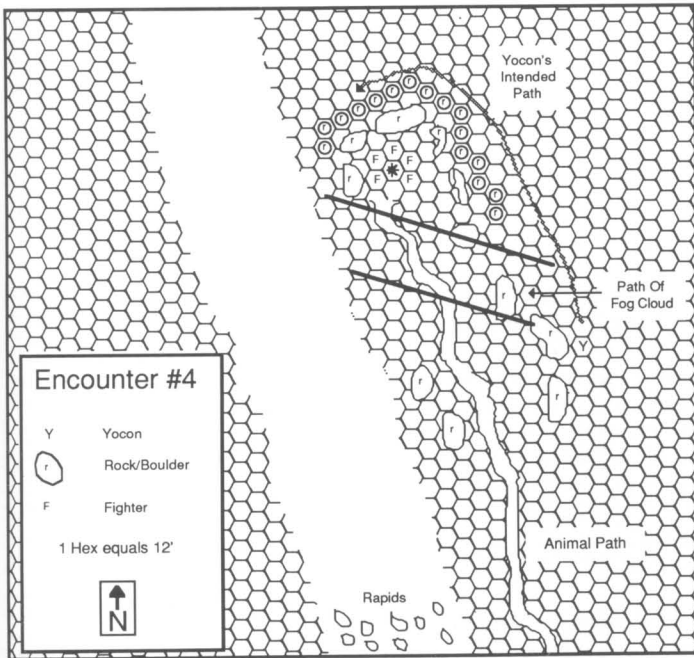 Yocon's
Intended
Path
r
r
r
F
F F
F F
r
Path Of
Fog Cloud
r
r
Y
r
r
r
Encounter #4
Y Yocon
r Rock/Boulder
F Fighter
1 Hex equals 12'
N
Animal Path
Rapids